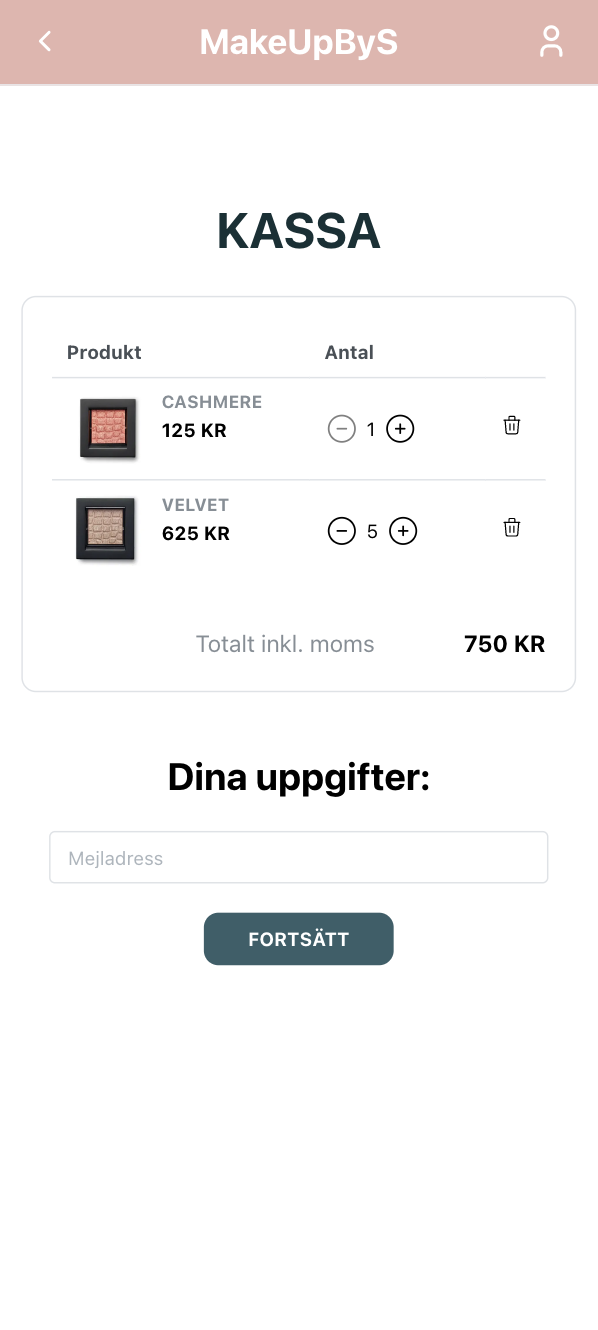 MakeUpByS
KASSA
Produkt Antal
CASHMERE
125 KR
1
VELVET
625 KR
5
Totalt inkl. moms 750 KR
Dina uppgifter:
Mejladress
FORTSÄTT